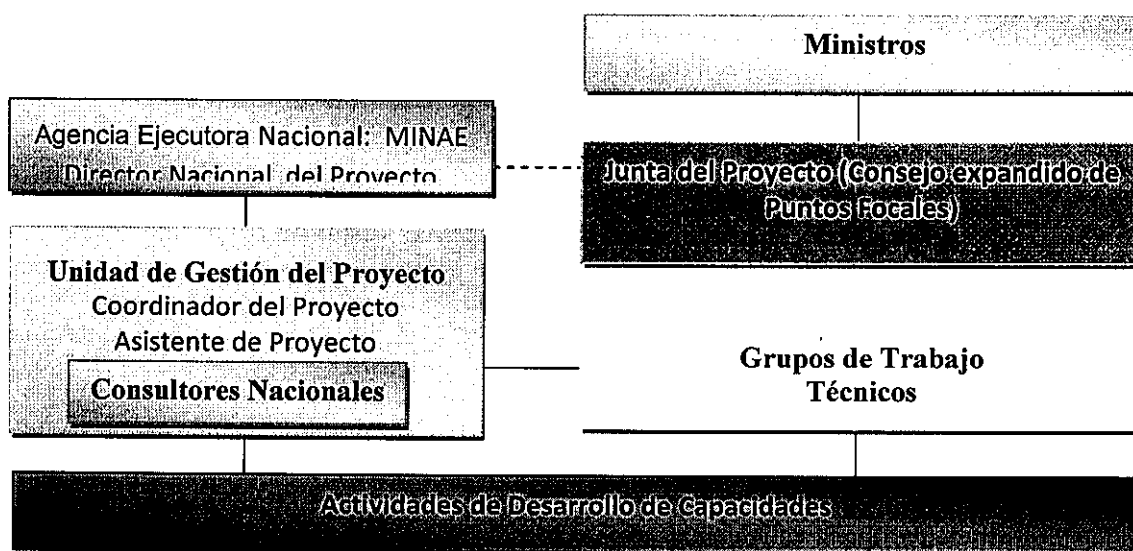 Ministros
Agencia Ejecutora Nacional: MINAE
Director Nacional del Proyecto
Junta del Proyecto (Consejo expandido de
Puntos Focales)
Unidad de Gestión del Proyecto
Coordinador del Proyecto
Asistente de Proyecto
Consultores Nacionales
Grupos de Trabajo
Técnicos
Actividades de Desarrollo de Capacidades